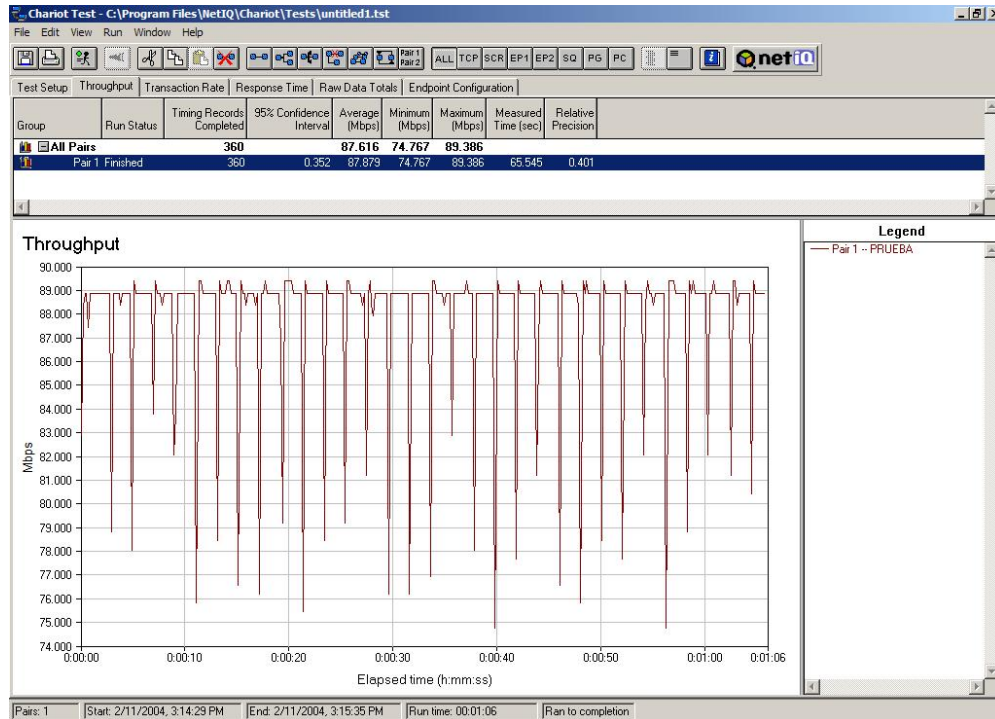 Chariot Test - C:\Program Files\NetIQ\Chariot\Tests\untitled1.tst
File Edit View Run Window Help
Pair 1
Pair 2
ALL TCP SCR EP1 EP2 SQ PG PC netiQ
Test Setup Throughput Transaction Rate Response Time Raw Data Totals Endpoint Configuration
Group Run Status Timing Records Completed 95% Confidence Interval Average (Mbps) Minimum (Mbps) Maximum (Mbps) Measured Time (sec) Relative Precision
All Pairs 360 87.616 74.767 89.386
Pair 1 Finished 360 0.352 87.879 74.767 89.386 65.545 0.401
Throughput
Legend
Pair 1 -- PRUEBA
90.000
89.000
88.000
87.000
86.000
85.000
84.000
83.000
82.000
81.000
80.000
79.000
78.000
77.000
76.000
75.000
74.000
Mbps
0:00:00 0:00:10 0:00:20 0:00:30 0:00:40 0:00:50 0:01:00 0:01:06
Elapsed time (h:mm:ss)
Pairs: 1 Start: 2/11/2004, 3:14:29 PM End: 2/11/2004, 3:15:35 PM Run time: 00:01:06 Ran to completion